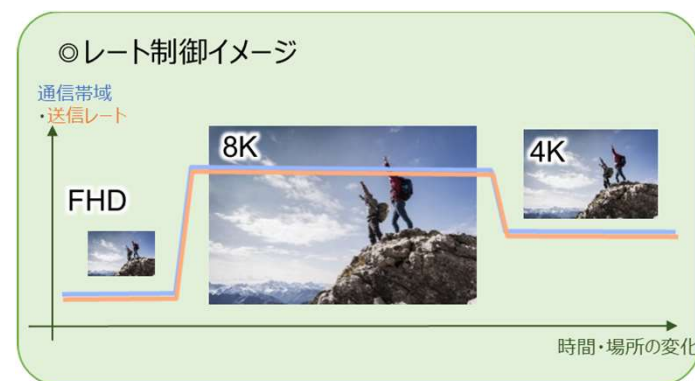 ◎レート制御イメージ
通信帯域
・送信レート
8K
4K
FHD
時間・場所の変化